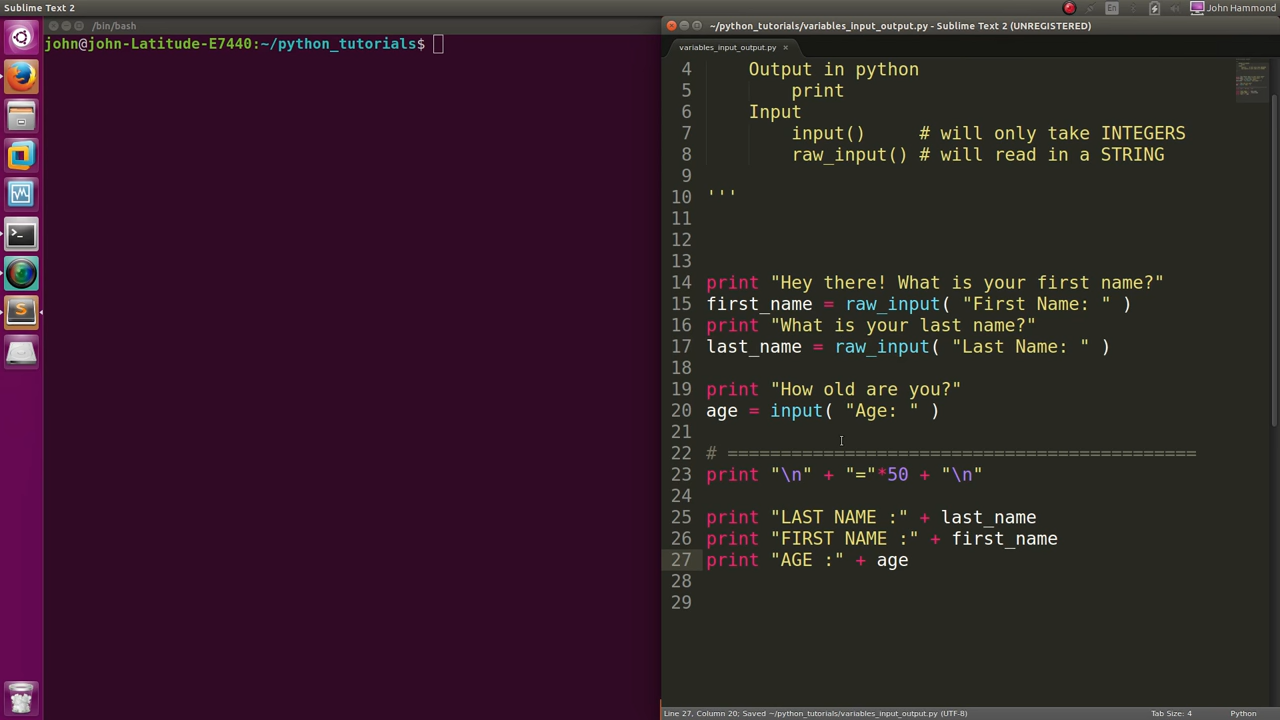 Sublime Text 2
En
John Hammond
/bin/bash
john@john-Latitude-E7440:~/python_tutorials$
~/python_tutorials/variables_input_output.py - Sublime Text 2 (UNREGISTERED)
variables_input_output.py ×
4 Output in python
5 print
6 Input
7 input() # will only take INTEGERS
8 raw_input() # will read in a STRING
9
10 '''
11
12
13
14 print "Hey there! What is your first name?"
15 first_name = raw_input( "First Name: " )
16 print "What is your last name?"
17 last_name = raw_input( "Last Name: " )
18
19 print "How old are you?"
20 age = input( "Age: " )
21
22 # ============================================
23 print "\n" + "="*50 + "\n"
24
25 print "LAST NAME :" + last_name
26 print "FIRST NAME :" + first_name
27 print "AGE :" + age
28
29
Line 27, Column 20; Saved ~/python_tutorials/variables_input_output.py (UTF-8)
Tab Size: 4
Python